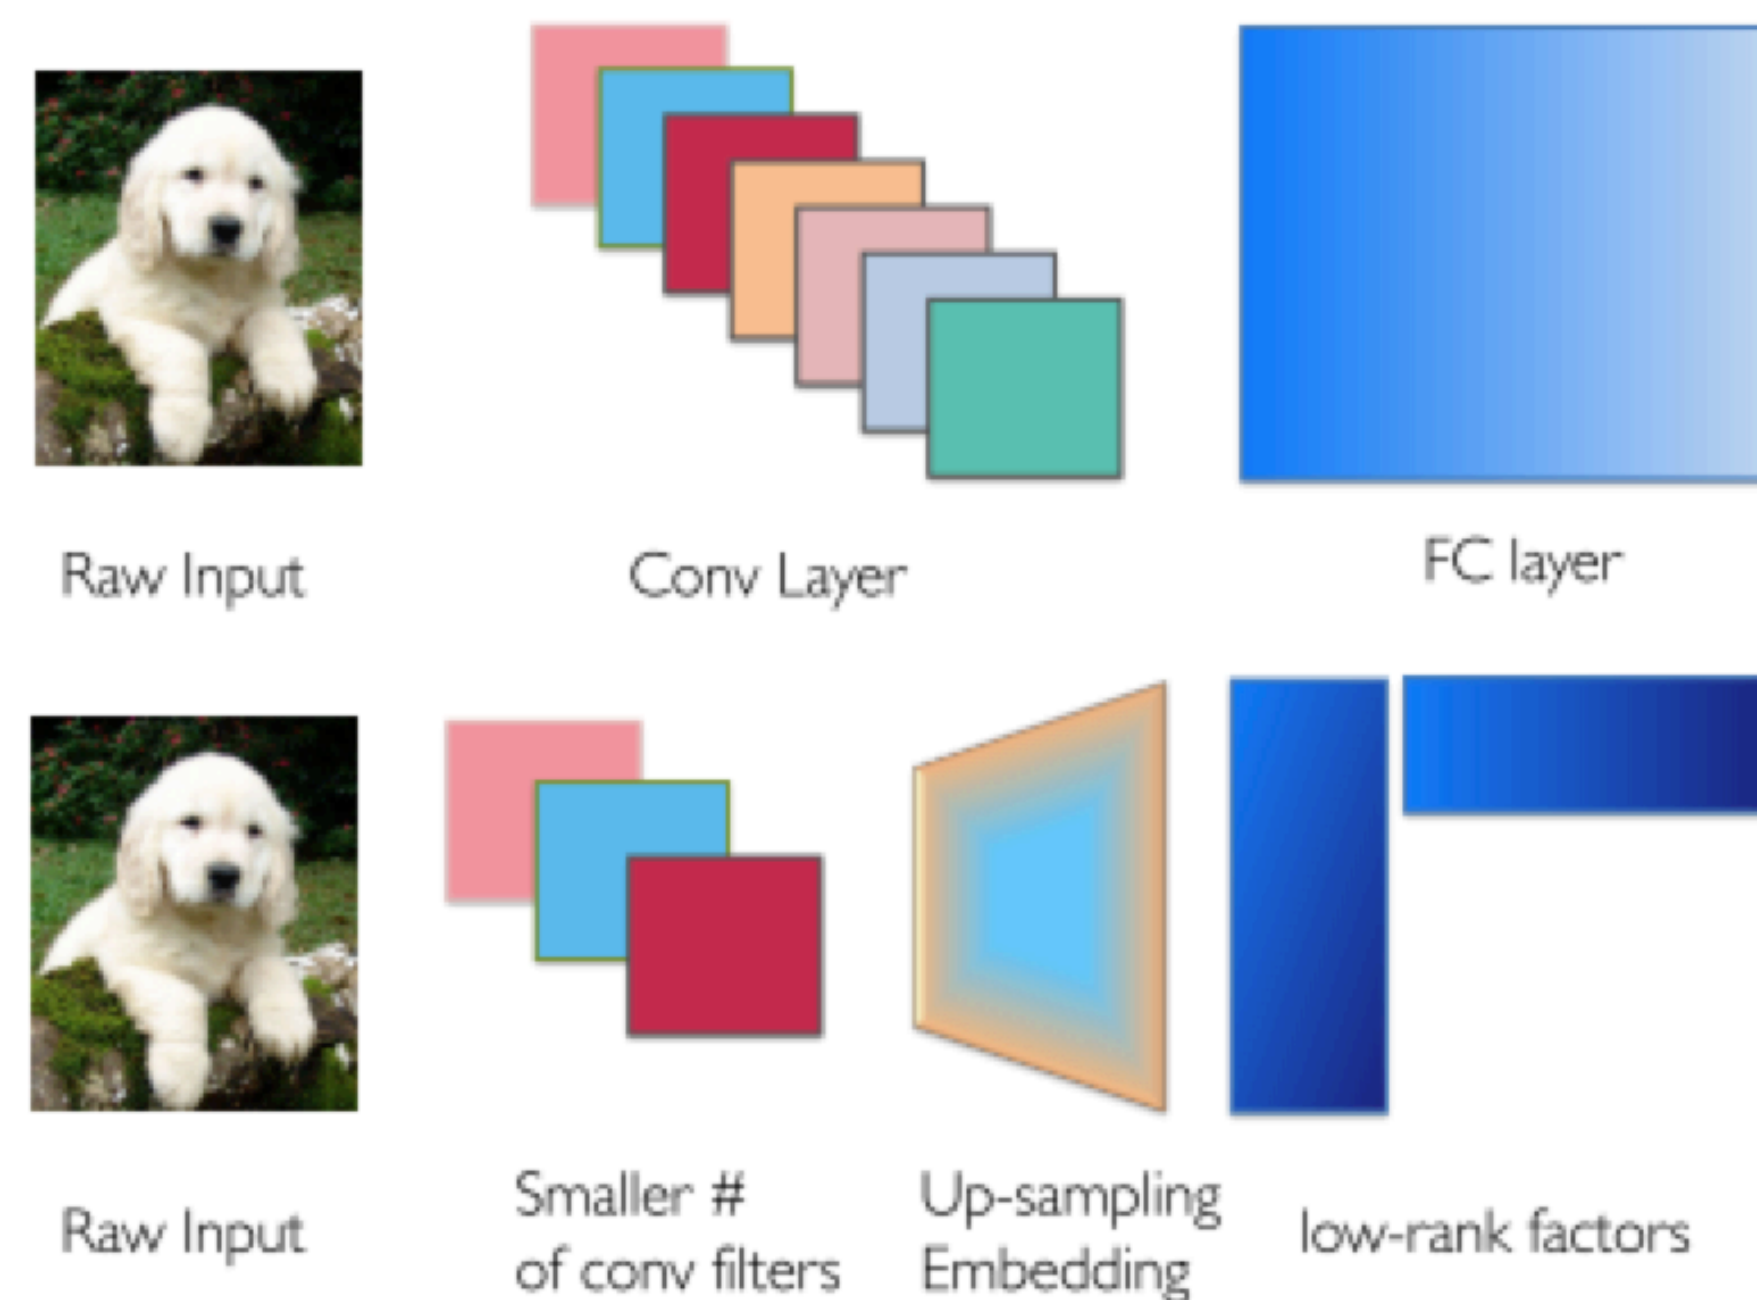 Raw Input
Conv Layer
FC layer
Raw Input
Smaller #
of conv filters
Up-sampling
Embedding
low-rank factors